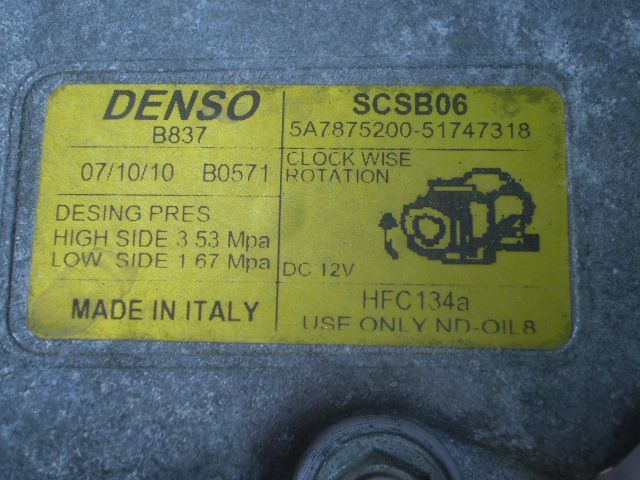 DENSO
B837
07/10/10 B0571
DESING PRES
HIGH SIDE 3 53 Mpa
LOW SIDE 1 67 Mpa
MADE IN ITALY
SCSB06
5A7875200-51747318
CLOCK WISE
ROTATION
DC 12V
HFC134a
USE ONLY ND-OIL8